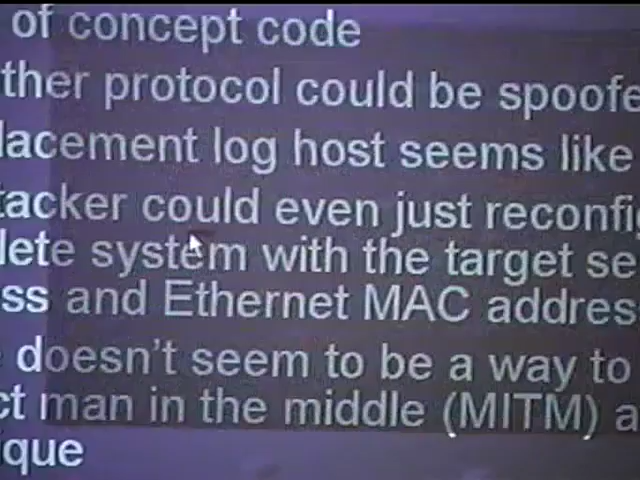 of concept code
ther protocol could be spoofe
lacement log host seems like
tacker could even just reconfi
lete system with the target se
ss and Ethernet MAC addres
doesn't seem to be a way to
ct man in the middle (MITM) a
ique